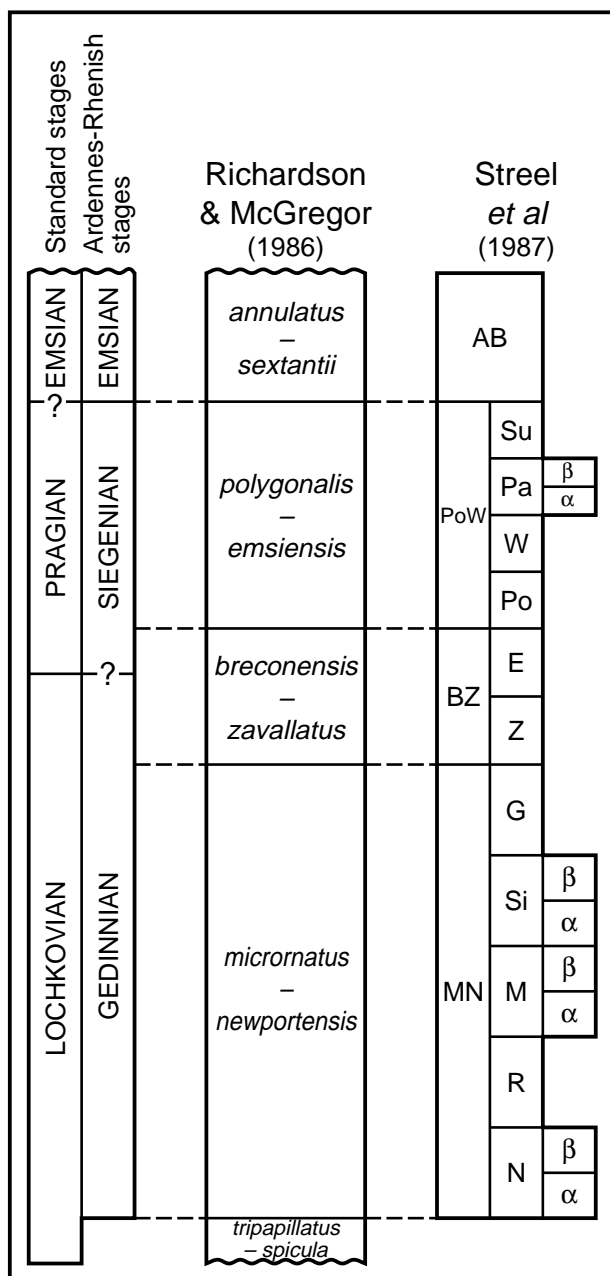 Standard stages
Ardennes-Rhenish
stages
Richardson
& McGregor
(1986)
Streel
et al
(1987)
EMSIAN
EMSIAN
annulatus
–
sextantii
AB
?
PRAGIAN
SIEGENIAN
polygonalis
–
emsiensis
PoW
Su
Pa
β
α
W
Po
?
breconensis
–
zavallatus
BZ
E
Z
LOCHKOVIAN
GEDINNIAN
micrornatus
–
newportensis
MN
G
Si
β
α
M
β
α
R
N
β
α
tripapillatus
– spicula